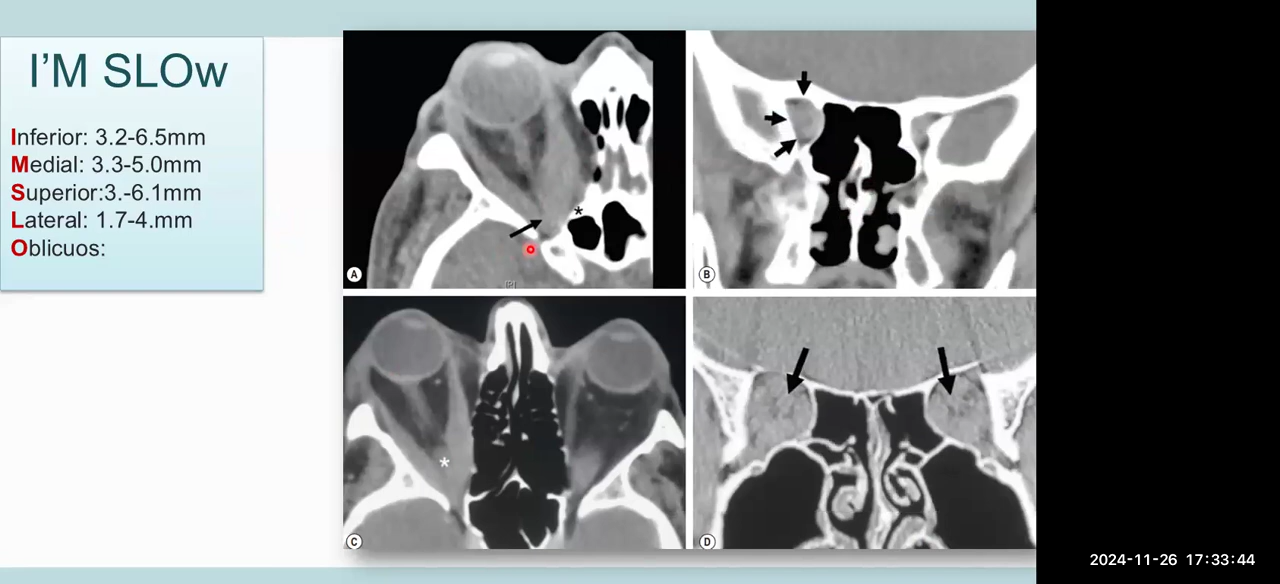 I'M SLOw
Inferior: 3.2-6.5mm
Medial: 3.3-5.0mm
Superior:3.-6.1mm
Lateral: 1.7-4.mm
Oblicuos:
*
A
B
*
C
D
2024-11-26 17:33:44